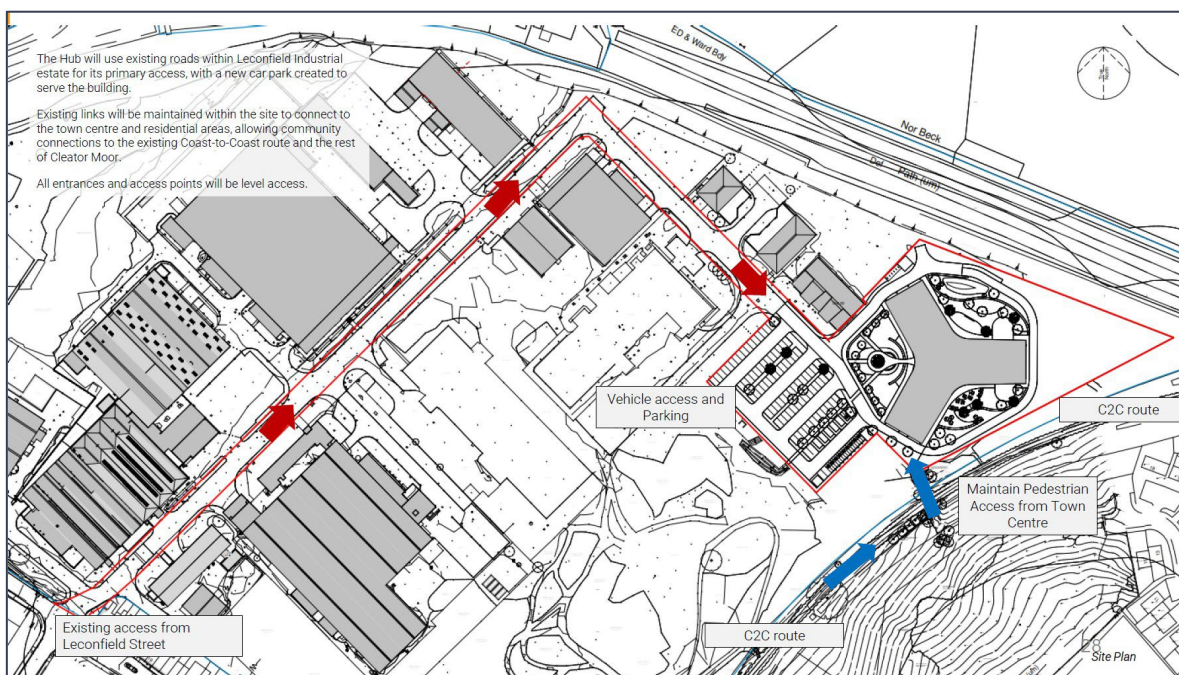 The Hub will use existing roads within Leconfield Industrial
estate for its primary access, with a new car park created to
serve the building.
Existing links will be maintained within the site to connect to
the town centre and residential areas, allowing community
connections to the existing Coast-to-Coast route and the rest
of Cleator Moor.
All entrances and access points will be level access.
ED & Ward Bdy
True
North
Nor Beck
Def
Path (um)
Vehicle access and
Parking
C2C route
Maintain Pedestrian
Access from Town
Centre
Existing access from
Leconfield Street
C2C route
28
Site Plan